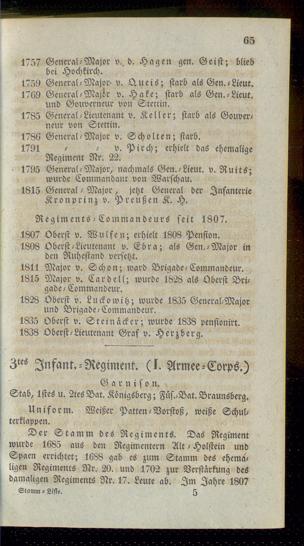 65
1757 General-Major v. d. Hagen gen. Geist; blieb
bei Hochkirch.
1759 General-Major v. Queis; starb als Gen.-Lieut.
1769 General-Major v. Hake; starb als Gen.-Lieut.
und Gouverneur von Stettin.
1785 General-Lieutenant v. Keller; starb als Gouver-
neur von Stettin.
1786 General-Major v. Scholten; starb.
1791 „ „ v. Pirch; erhielt das ehemalige
Regiment Nr. 22.
1795 General-Major, nachmals Gen.-Lieut. v. Ruits;
wurde Commandant von Warschau.
1815 General-Major, jetzt General der Infanterie
Kronprinz v. Preußen K. H.
Regiments-Commandeurs seit 1807.
1807 Oberst v. Wulfen; erhielt 1808 Pension.
1808 Oberst-Lieutenant v. Ebra; als Gen.-Major in
den Ruhestand versetzt.
1811 Major v. Schon; ward Brigade-Commandeur.
1815 Major v. Cardell; wurde 1828 als Oberst Bri-
gade-Commandeur.
1828 Oberst v. Luckowitz; wurde 1835 General-Major
und Brigade-Commandeur.
1835 Oberst v. Steinäcker; wurde 1838 pensionirt.
1838 Oberst-Lieutenant Graf v. Herzberg.
3tes Infant.-Regiment. (I. Armee-Corps.)
Garnison.
Stab, 1stes u. 2tes Bat. Königsberg; Füs.-Bat. Braunsberg.
Uniform. Weißer Patten-Vorstoß, weiße Schul-
terklappen.
Der Stamm des Regiments. Das Regiment
wurde 1685 aus den Regimentern Alt-Holstein und
Spaen errichtet; 1688 gab es zum Stamm des ehema-
ligen Regiments Nr. 20. und 1702 zur Verstärkung des
damaligen Regiments Nr. 17. Leute ab. Im Jahre 1807
Stamm-Liste. 5